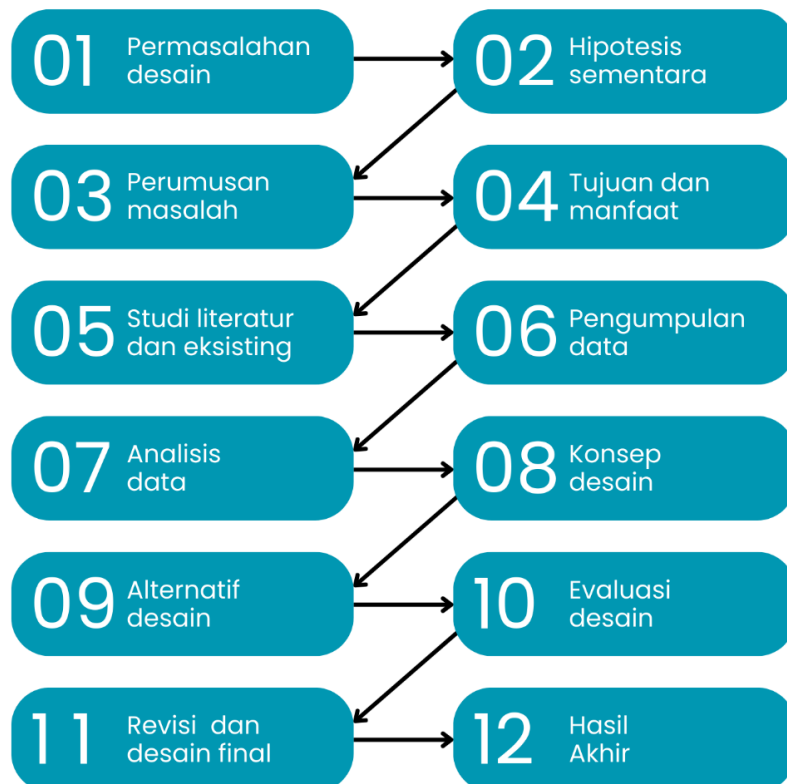 01 Permasalahan
desain
02 Hipotesis
sementara
03 Perumusan
masalah
04 Tujuan dan
manfaat
05 Studi literatur
dan eksisting
06 Pengumpulan
data
07 Analisis
data
08 Konsep
desain
09 Alternatif
desain
10 Evaluasi
desain
11 Revisi dan
desain final
12 Hasil
Akhir